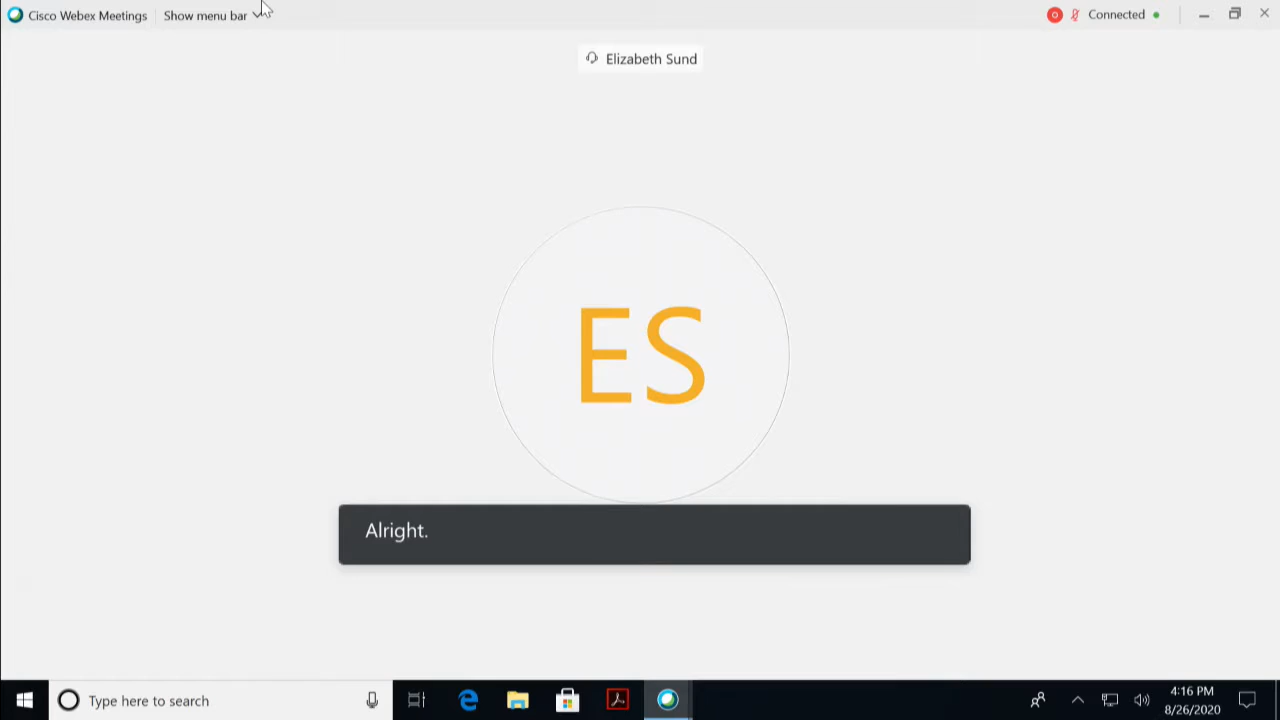 Cisco Webex Meetings
Show menu bar
Connected
Elizabeth Sund
ES
Alright.
Type here to search
4:16 PM
8/26/2020